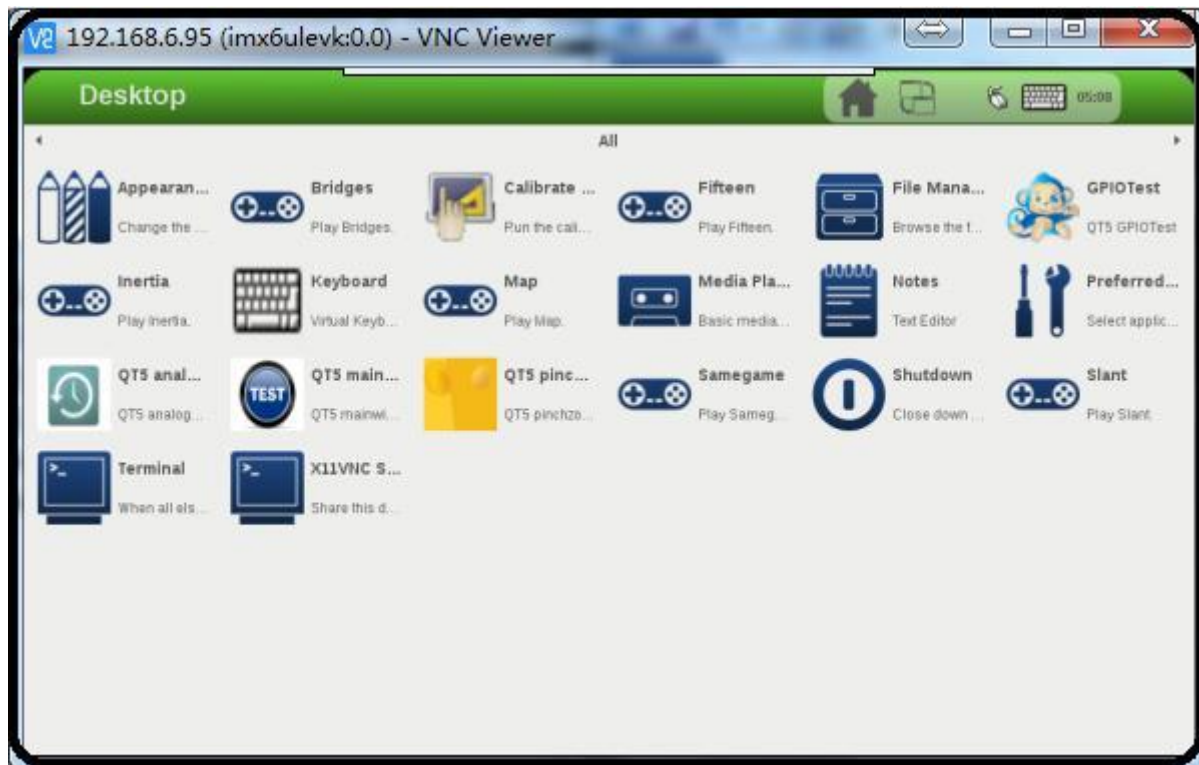 192.168.6.95 (imx6ulevk:0.0) - VNC Viewer
Desktop
05:08
All
Appearan...
Change the ...
Bridges
Play Bridges.
Calibrate ...
Run the cali...
Fifteen
Play Fifteen.
File Mana...
Browse the f...
GPIOTest
QT5 GPIOTest
Inertia
Play Inertia.
Keyboard
Virtual Keyb...
Map
Play Map.
Media Pla...
Basic media...
Notes
Text Editor
Preferred...
Select applic...
QT5 anal...
QT5 analog...
TEST
QT5 main...
QT5 mainwi...
QT5 pinc...
QT5 pinchzo...
Samegame
Play Sameg...
Shutdown
Close down ...
Slant
Play Slant.
Terminal
When all els...
X11VNC S...
Share this d...